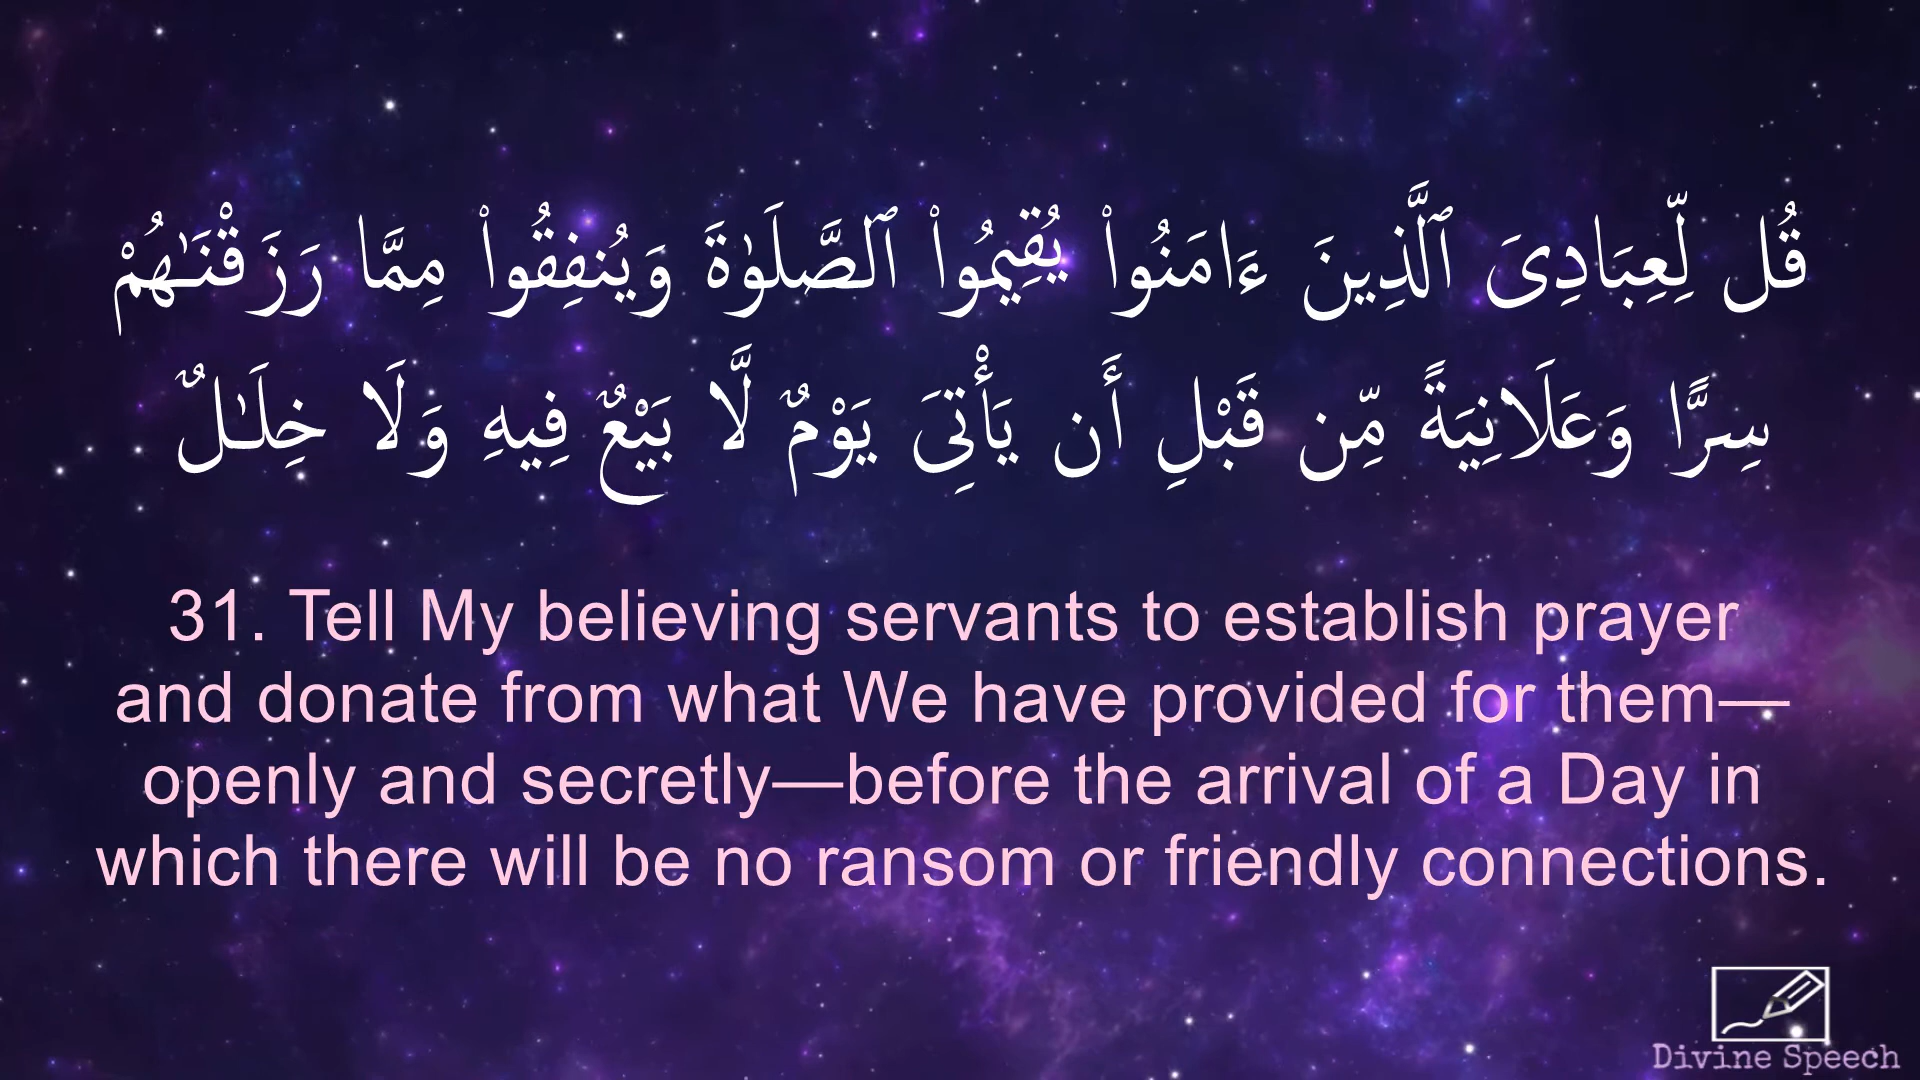 قُل لِّعِبَادِىَ ٱلَّذِينَ ءَامَنُوا۟ يُقِيمُوا۟ ٱلصَّلَوٰةَ وَيُنفِقُوا۟ مِمَّا رَزَقْنَـٰهُمْ
سِرًّا وَعَلَانِيَةً مِّن قَبْلِ أَن يَأْتِىَ يَوْمٌ لَّا بَيْعٌ فِيهِ وَلَا خِلَـٰلٌ
31. Tell My believing servants to establish prayer
and donate from what We have provided for them—
openly and secretly—before the arrival of a Day in
which there will be no ransom or friendly connections.
Divine Speech